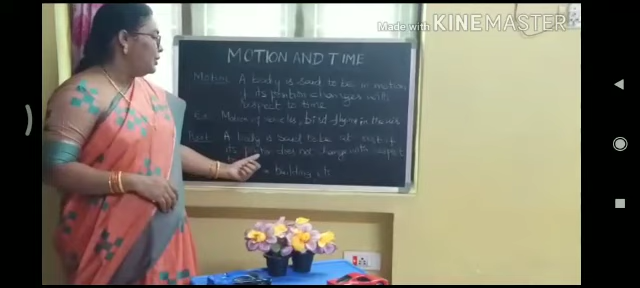 Made with KINEMASTER
MOTION AND TIME
Motion A body is said to be in motion
if its position changes with
respect to time
Ex: Motion of vehicles, bird flying in the
Rest A body is said to be at rest if
its position does not change with respect
building etc